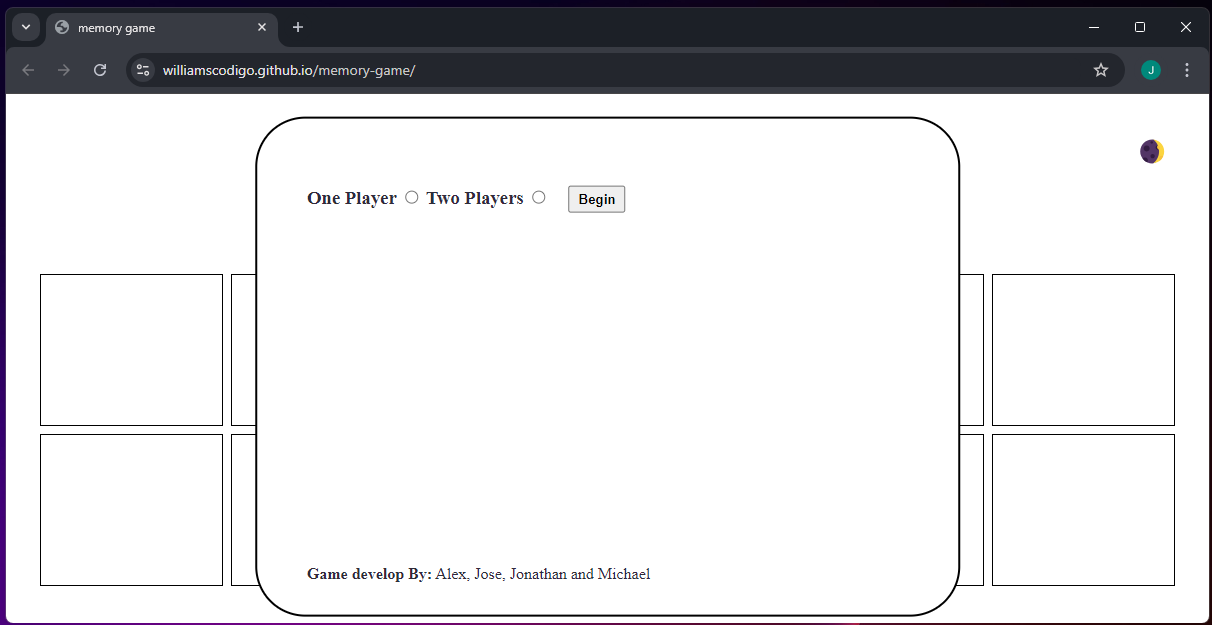 memory game
williamscodigo.github.io/memory-game/
J
One Player Two Players Begin
Game develop By: Alex, Jose, Jonathan and Michael